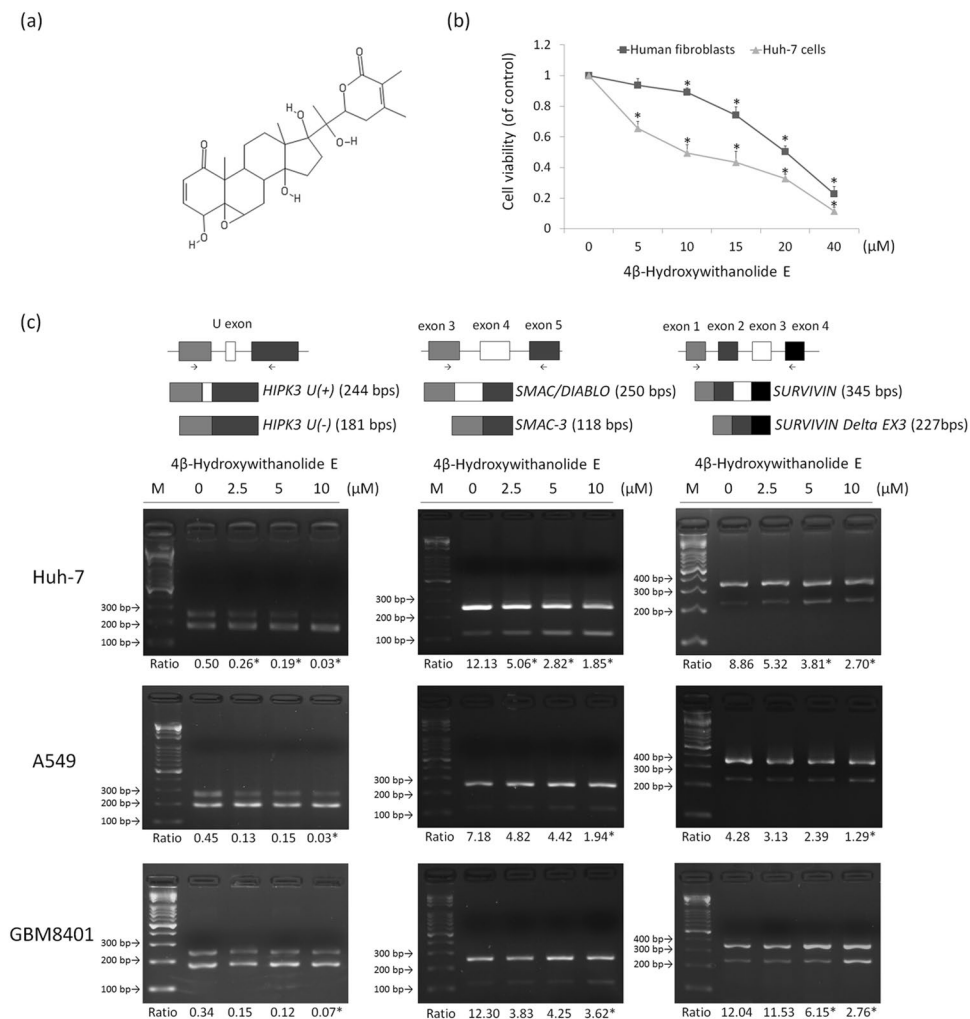 (a)
O
O
H-O
O
O-H
O
H
O
H-O
O
(b)
Human fibroblasts Huh-7 cells
Cell viability (of control)
1.2
1
0.8
0.6
0.4
0.2
0
* * * *
* * * * *
0 5 10 15 20 40 (μM)
4β-Hydroxywithanolide E
(c)
U exon
HIPK3 U(+) (244 bps)
HIPK3 U(-) (181 bps)
exon 3 exon 4 exon 5
SMAC/DIABLO (250 bps)
SMAC-3 (118 bps)
exon 1 exon 2 exon 3 exon 4
SURVIVIN (345 bps)
SURVIVIN Delta EX3 (227bps)
4β-Hydroxywithanolide E 4β-Hydroxywithanolide E 4β-Hydroxywithanolide E
M 0 2.5 5 10 (μM) M 0 2.5 5 10 (μM) M 0 2.5 5 10 (μM)
Huh-7
300 bp→
200 bp→
100 bp→
Ratio 0.50 0.26* 0.19* 0.03*
300 bp→
200 bp→
100 bp→
Ratio 12.13 5.06* 2.82* 1.85*
400 bp→
300 bp→
200 bp→
Ratio 8.86 5.32 3.81* 2.70*
A549
300 bp→
200 bp→
100 bp→
Ratio 0.45 0.13 0.15 0.03*
300 bp→
200 bp→
100 bp→
Ratio 7.18 4.82 4.42 1.94*
400 bp→
300 bp→
200 bp→
Ratio 4.28 3.13 2.39 1.29*
GBM8401
300 bp→
200 bp→
100 bp→
Ratio 0.34 0.15 0.12 0.07*
300 bp→
200 bp→
100 bp→
Ratio 12.30 3.83 4.25 3.62*
400 bp→
300 bp→
200 bp→
Ratio 12.04 11.53 6.15* 2.76*